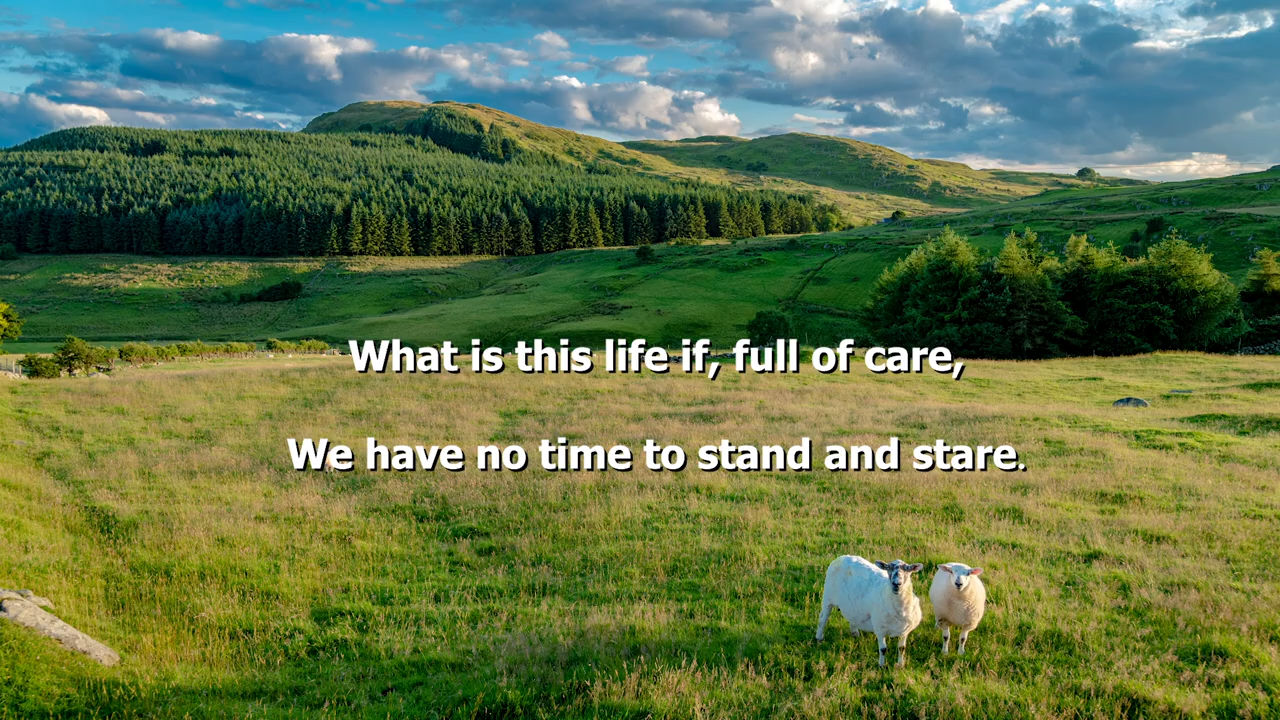 What is this life if, full of care,
We have no time to stand and stare.